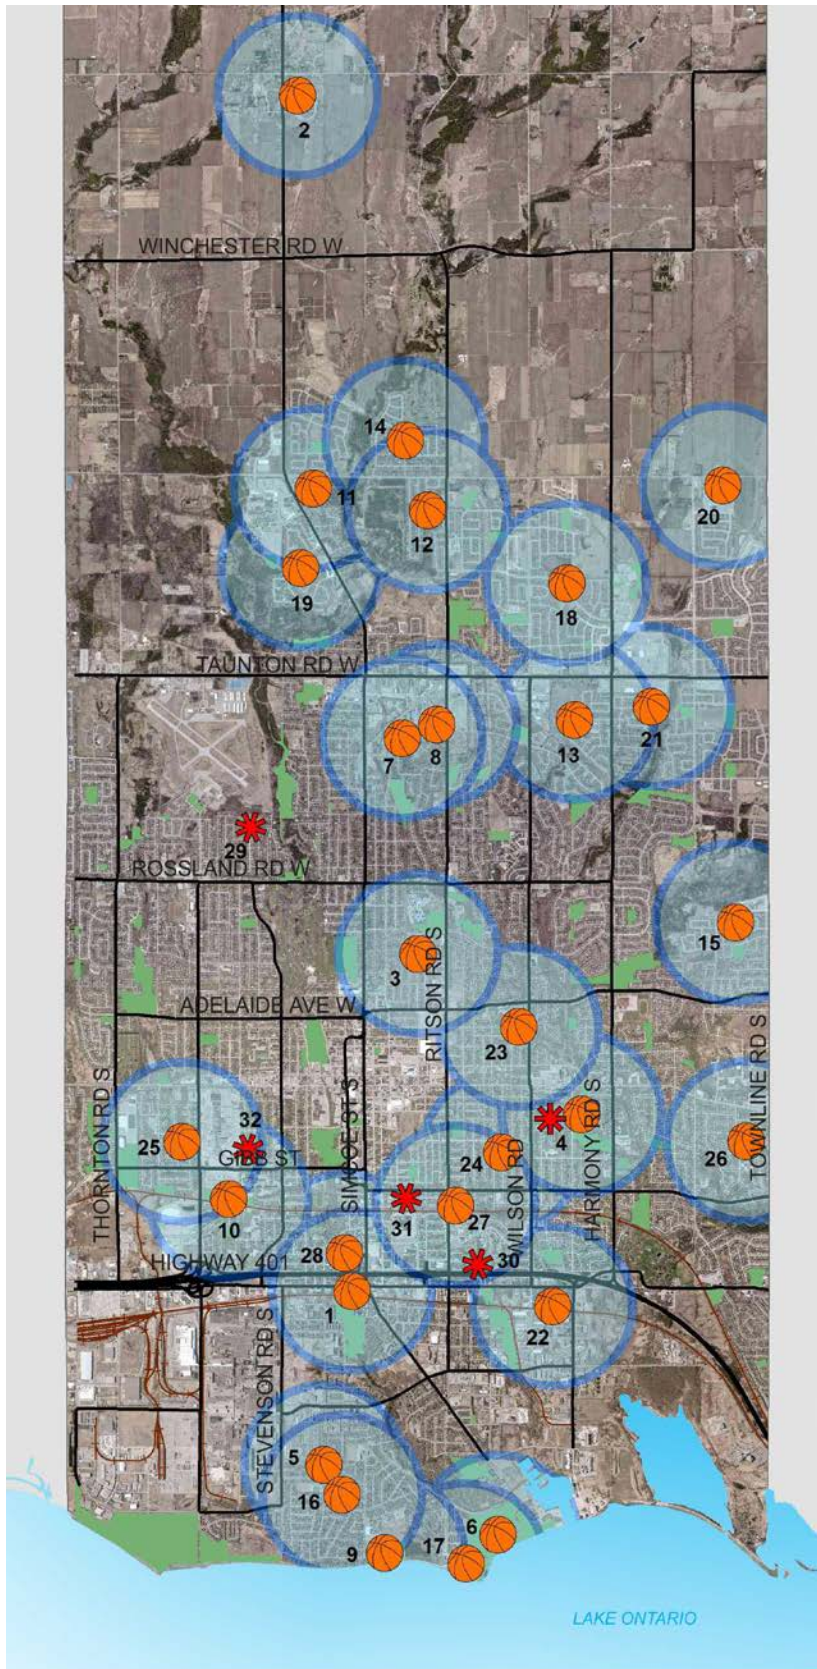 2
WINCHESTER RD W
14
11
12
20
19
18
TAUNTON RD W
7
8
13
21
29
ROSSLAND RD W
3
RITSON RD S
15
ADELAIDE AVE W
23
THORNTON RD S
SIMCOE ST S
WILSON RD
HARMONY RD S
TOWNLINE RD S
32
4
25
GIBB ST
24
26
10
31
27
28
HIGHWAY 401
30
1
22
STEVENSON RD S
5
16
9
17
6
LAKE ONTARIO